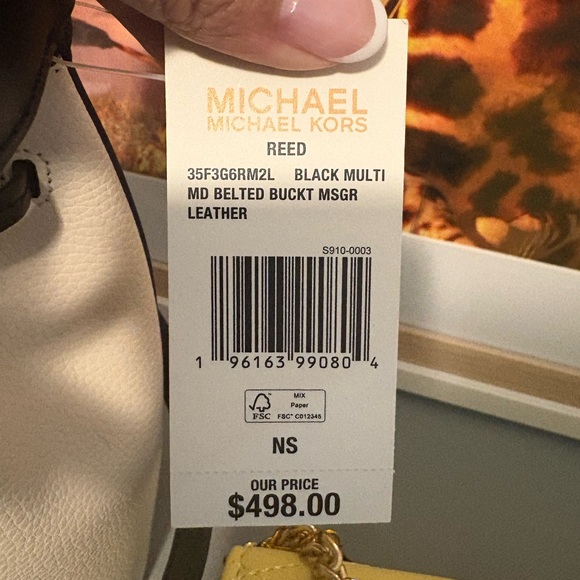 MICHAEL
MICHAEL KORS
REED
35F3G6RM2L BLACK MULTI
MD BELTED BUCKT MSGR
LEATHER
S910-0003
1 96163 99080 4
FSC
MIX
Paper
FSC® C012345
NS
OUR PRICE
$498.00